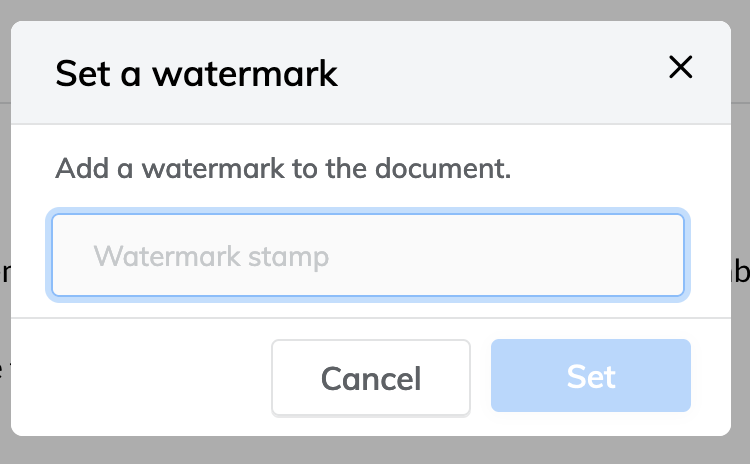 Set a watermark
Add a watermark to the document.
Watermark stamp
Cancel
Set